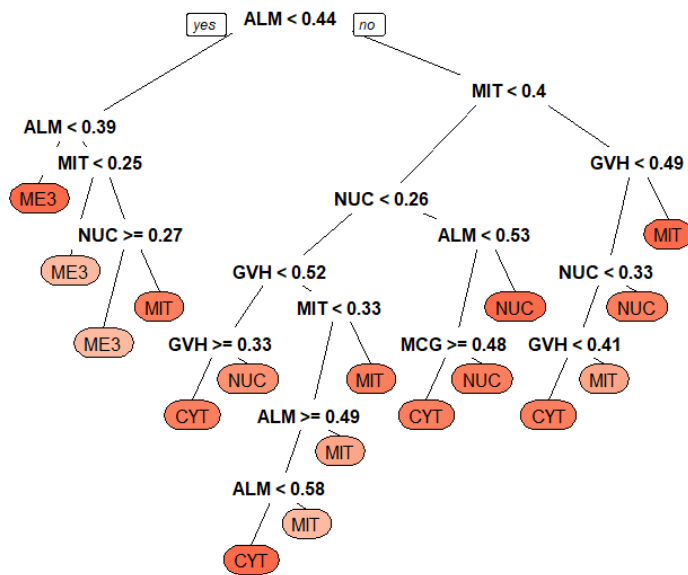 yes ALM < 0.44 no
MIT < 0.4
ALM < 0.39
MIT < 0.25 GVH < 0.49
ME3 NUC < 0.26
NUC >= 0.27 ALM < 0.53 MIT
ME3 GVH < 0.52 NUC < 0.33
MIT MIT < 0.33 NUC NUC
ME3 GVH >= 0.33 MCG >= 0.48 GVH < 0.41
NUC MIT NUC MIT
CYT ALM >= 0.49 CYT CYT
MIT
ALM < 0.58
MIT
CYT